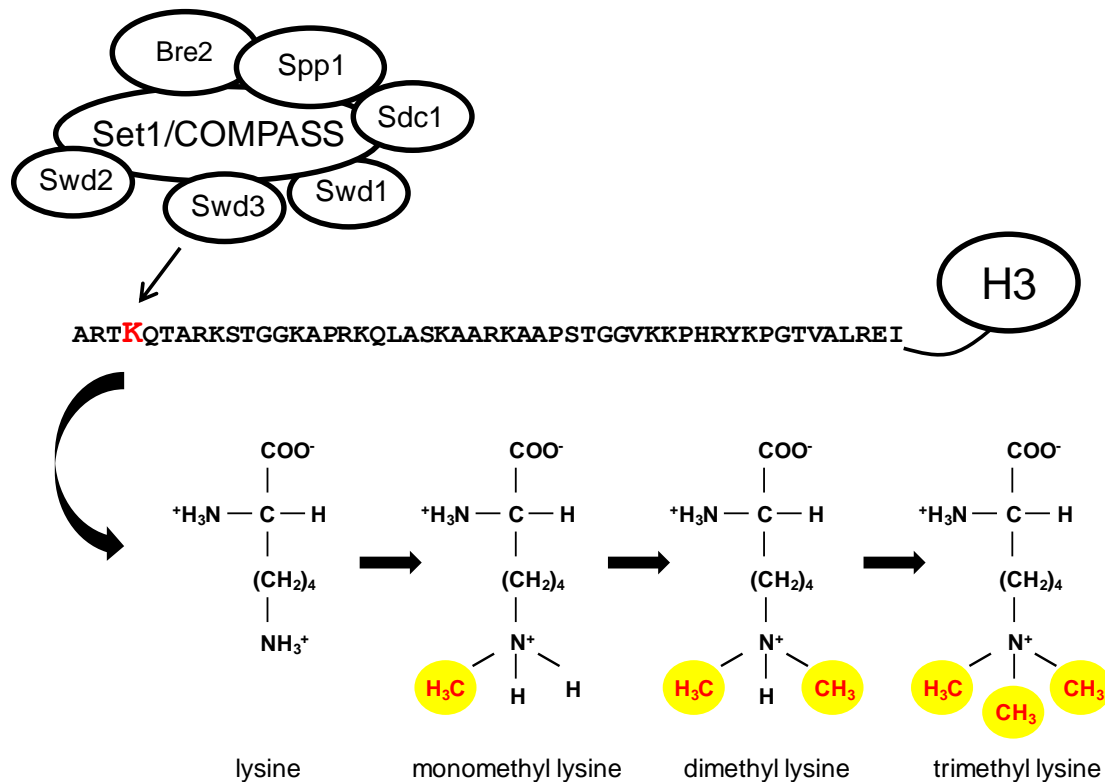 Bre2
Spp1
Set1/COMPASS
Sdc1
Swd2
Swd3
Swd1
H3
ARTKQTARKSTGGKAPRKQLASKAARKAAPSTGGVKKPHRYKPGTVALREI
COO⁻ COO⁻ COO⁻ COO⁻
⁺H₃N — C — H ⁺H₃N — C — H ⁺H₃N — C — H ⁺H₃N — C — H
(CH₂)₄ (CH₂)₄ (CH₂)₄ (CH₂)₄
NH₃⁺ N⁺ N⁺ N⁺
H₃C H H H₃C H CH₃ H₃C CH₃ CH₃
lysine monomethyl lysine dimethyl lysine trimethyl lysine